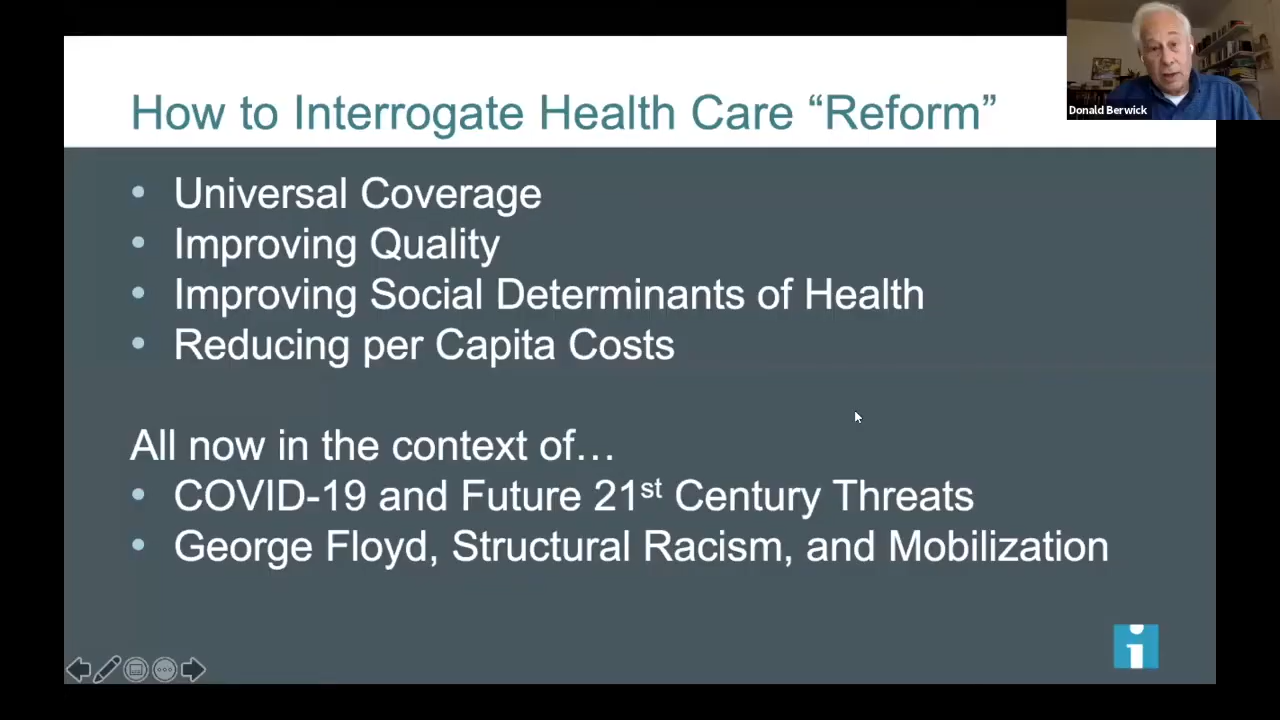 Donald Berwick
How to Interrogate Health Care “Reform”
• Universal Coverage
• Improving Quality
• Improving Social Determinants of Health
• Reducing per Capita Costs
All now in the context of…
• COVID-19 and Future 21st Century Threats
• George Floyd, Structural Racism, and Mobilization